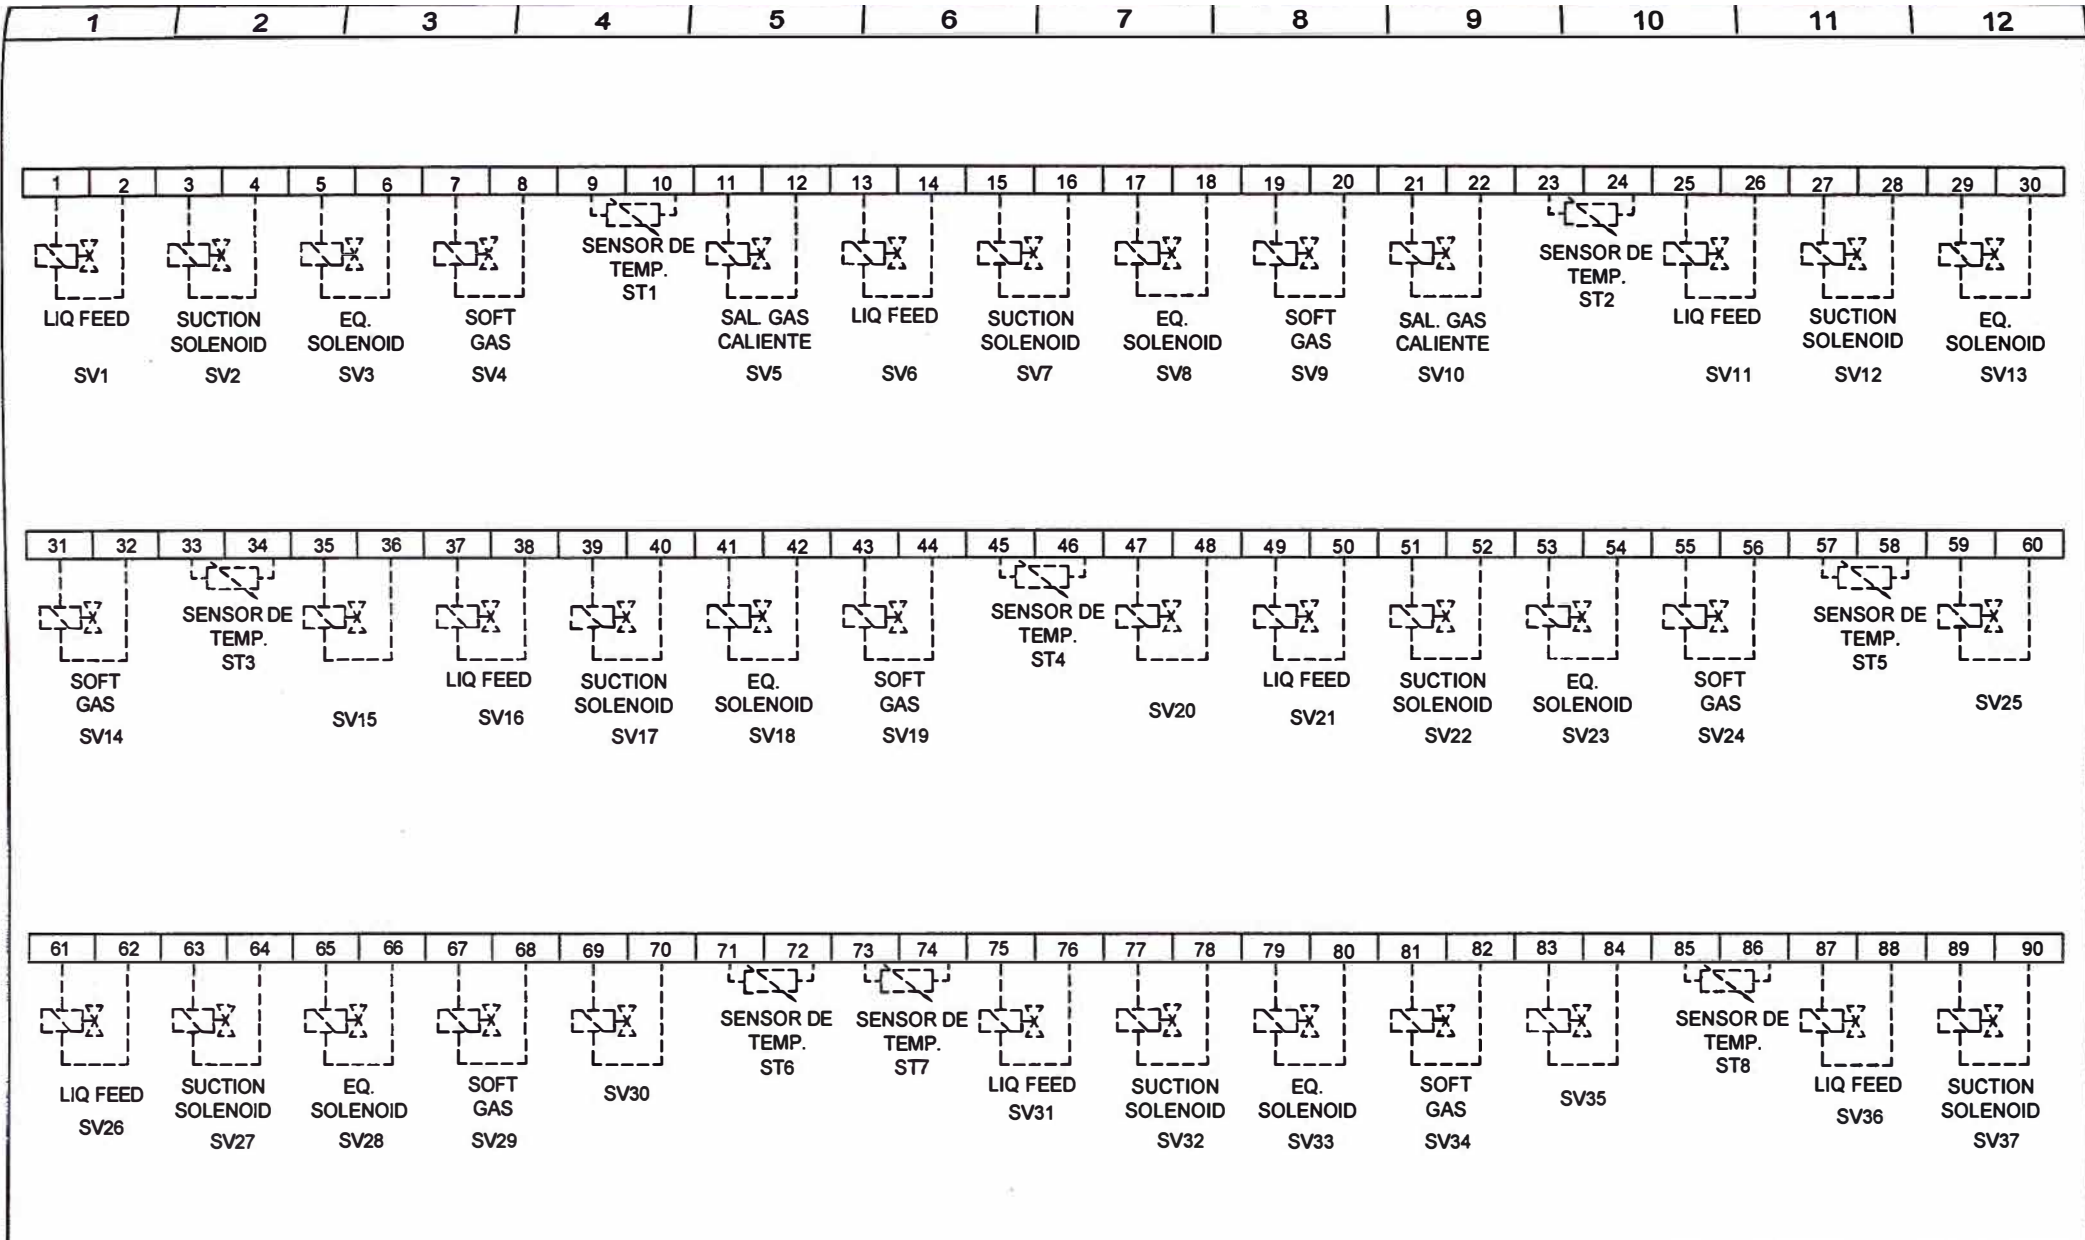 1 2 3 4 5 6 7 8 9 10 11 12
1 2 3 4 5 6 7 8 9 10 11 12 13 14 15 16 17 18 19 20 21 22 23 24 25 26 27 28 29 30
LIQ FEED
SV1
SUCTION
SOLENOID
SV2
EQ.
SOLENOID
SV3
SOFT
GAS
SV4
SENSOR DE
TEMP.
ST1
SAL. GAS
CALIENTE
SV5
LIQ FEED
SV6
SUCTION
SOLENOID
SV7
EQ.
SOLENOID
SV8
SOFT
GAS
SV9
SAL. GAS
CALIENTE
SV10
SENSOR DE
TEMP.
ST2
LIQ FEED
SV11
SUCTION
SOLENOID
SV12
EQ.
SOLENOID
SV13
31 32 33 34 35 36 37 38 39 40 41 42 43 44 45 46 47 48 49 50 51 52 53 54 55 56 57 58 59 60
SOFT
GAS
SV14
SENSOR DE
TEMP.
ST3
SV15
LIQ FEED
SV16
SUCTION
SOLENOID
SV17
EQ.
SOLENOID
SV18
SOFT
GAS
SV19
SENSOR DE
TEMP.
ST4
SV20
LIQ FEED
SV21
SUCTION
SOLENOID
SV22
EQ.
SOLENOID
SV23
SOFT
GAS
SV24
SENSOR DE
TEMP.
ST5
SV25
61 62 63 64 65 66 67 68 69 70 71 72 73 74 75 76 77 78 79 80 81 82 83 84 85 86 87 88 89 90
LIQ FEED
SV26
SUCTION
SOLENOID
SV27
EQ.
SOLENOID
SV28
SOFT
GAS
SV29
SV30
SENSOR DE
TEMP.
ST6
SENSOR DE
TEMP.
ST7
LIQ FEED
SV31
SUCTION
SOLENOID
SV32
EQ.
SOLENOID
SV33
SOFT
GAS
SV34
SV35
SENSOR DE
TEMP.
ST8
LIQ FEED
SV36
SUCTION
SOLENOID
SV37